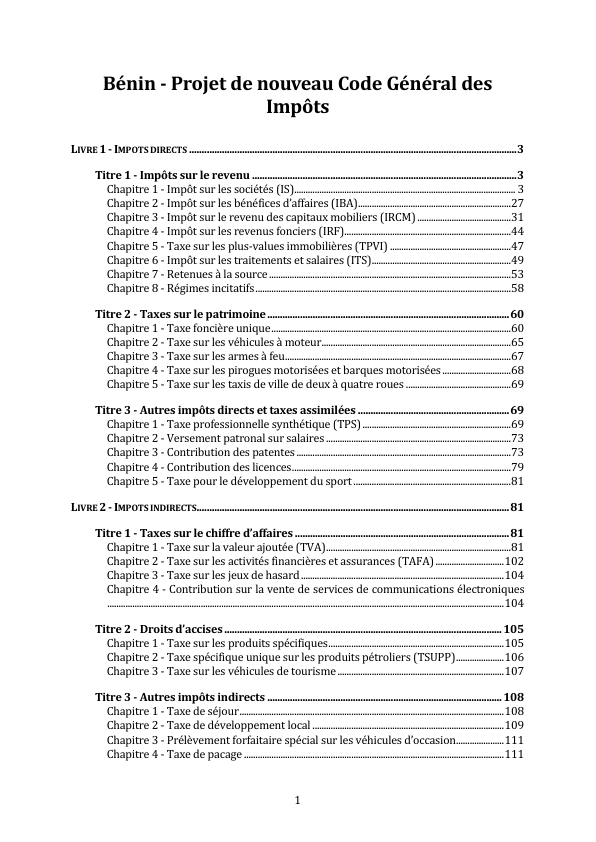 Bénin - Projet de nouveau Code Général des
Impôts
LIVRE 1 - IMPOTS DIRECTS ........................................................ 3
Titre 1 - Impôts sur le revenu ........................................................ 3
Chapitre 1 - Impôt sur les sociétés (IS)........................................................ 3
Chapitre 2 - Impôt sur les bénéfices d'affaires (IBA)........................................................27
Chapitre 3 - Impôt sur le revenu des capitaux mobiliers (IRCM) ........................................................31
Chapitre 4 - Impôt sur les revenus fonciers (IRF)........................................................44
Chapitre 5 - Taxe sur les plus-values immobilières (TPVI) ........................................................47
Chapitre 6 - Impôt sur les traitements et salaires (ITS)........................................................49
Chapitre 7 - Retenues à la source ........................................................53
Chapitre 8 - Régimes incitatifs........................................................58
Titre 2 - Taxes sur le patrimoine ........................................................60
Chapitre 1 - Taxe foncière unique........................................................60
Chapitre 2 - Taxe sur les véhicules à moteur........................................................65
Chapitre 3 - Taxe sur les armes à feu........................................................67
Chapitre 4 - Taxe sur les pirogues motorisées et barques motorisées ........................................................68
Chapitre 5 - Taxe sur les taxis de ville de deux à quatre roues ........................................................69
Titre 3 - Autres impôts directs et taxes assimilées ........................................................69
Chapitre 1 - Taxe professionnelle synthétique (TPS) ........................................................69
Chapitre 2 - Versement patronal sur salaires ........................................................73
Chapitre 3 - Contribution des patentes ........................................................73
Chapitre 4 - Contribution des licences........................................................79
Chapitre 5 - Taxe pour le développement du sport ........................................................81
LIVRE 2 - IMPOTS INDIRECTS........................................................81
Titre 1 - Taxes sur le chiffre d'affaires ........................................................81
Chapitre 1 - Taxe sur la valeur ajoutée (TVA)........................................................81
Chapitre 2 - Taxe sur les activités financières et assurances (TAFA) ........................................................102
Chapitre 3 - Taxe sur les jeux de hasard ........................................................104
Chapitre 4 - Contribution sur la vente de services de communications électroniques
........................................................104
Titre 2 - Droits d'accises ........................................................105
Chapitre 1 - Taxe sur les produits spécifiques........................................................105
Chapitre 2 - Taxe spécifique unique sur les produits pétroliers (TSUPP)........................................................106
Chapitre 3 - Taxe sur les véhicules de tourisme ........................................................107
Titre 3 - Autres impôts indirects ........................................................108
Chapitre 1 - Taxe de séjour........................................................108
Chapitre 2 - Taxe de développement local ........................................................109
Chapitre 3 - Prélèvement forfaitaire spécial sur les véhicules d'occasion........................................................111
Chapitre 4 - Taxe de pacage ........................................................111
1